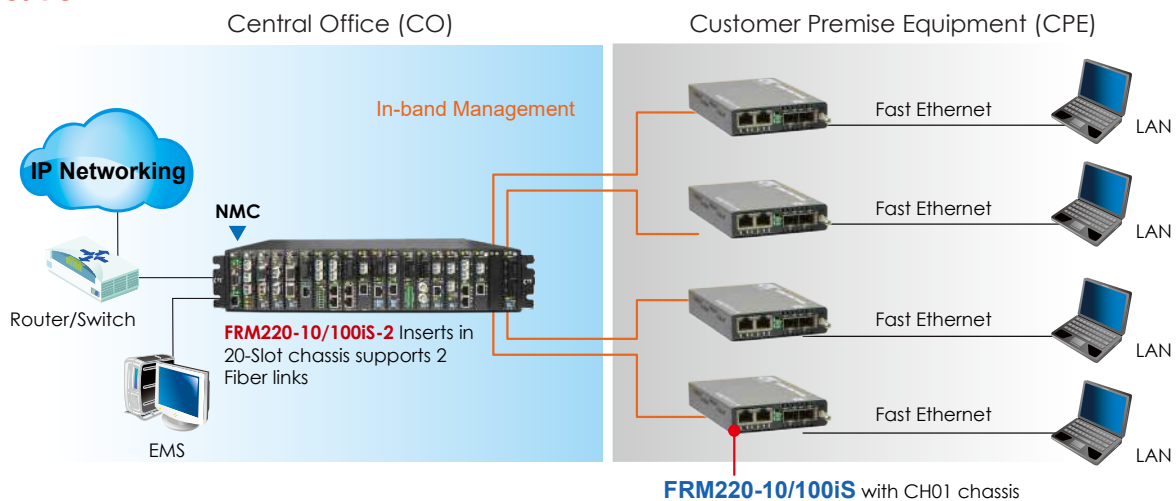 Central Office (CO)
Customer Premise Equipment (CPE)
In-band Management
IP Networking
NMC
Router/Switch
EMS
FRM220-10/100iS-2 Inserts in
20-Slot chassis supports 2
Fiber links
Fast Ethernet
LAN
Fast Ethernet
LAN
Fast Ethernet
LAN
Fast Ethernet
LAN
FRM220-10/100iS with CH01 chassis